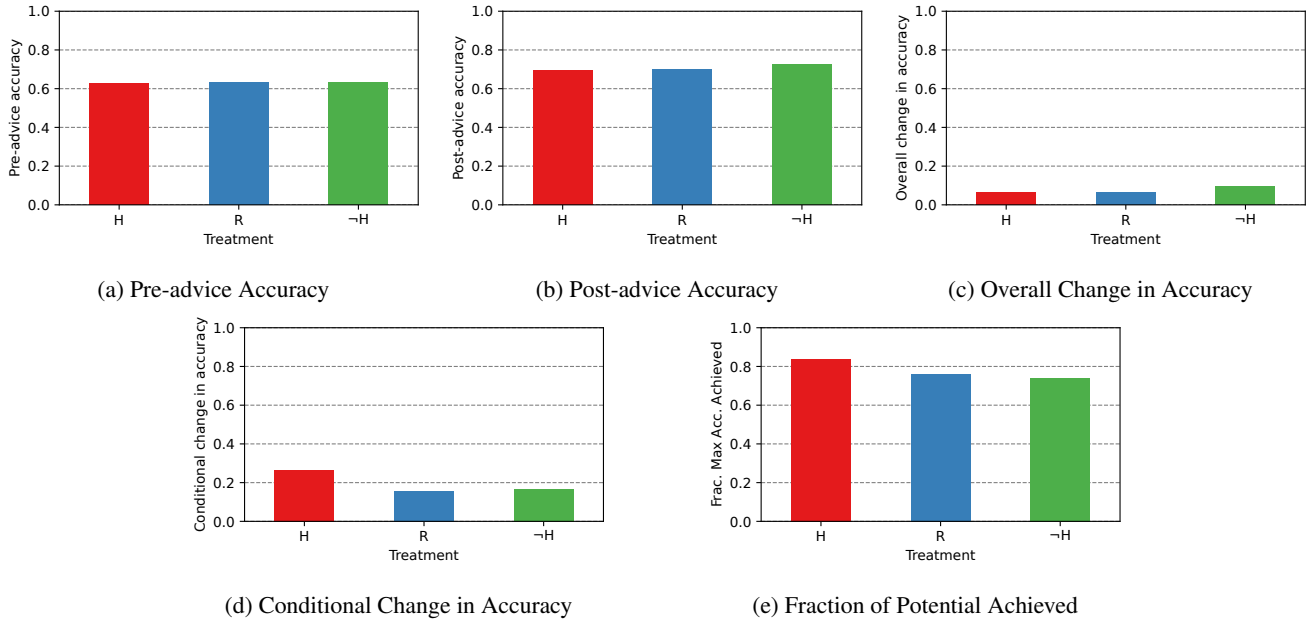 1.0
0.8
0.6
0.4
0.2
0.0
Pre-advice accuracy
H R ¬H
Treatment
(a) Pre-advice Accuracy
1.0
0.8
0.6
0.4
0.2
0.0
Post-advice accuracy
H R ¬H
Treatment
(b) Post-advice Accuracy
1.0
0.8
0.6
0.4
0.2
0.0
Overall change in accuracy
H R ¬H
Treatment
(c) Overall Change in Accuracy
1.0
0.8
0.6
0.4
0.2
0.0
Conditional change in accuracy
H R ¬H
Treatment
(d) Conditional Change in Accuracy
1.0
0.8
0.6
0.4
0.2
0.0
Frac. Max Acc. Achieved
H R ¬H
Treatment
(e) Fraction of Potential Achieved